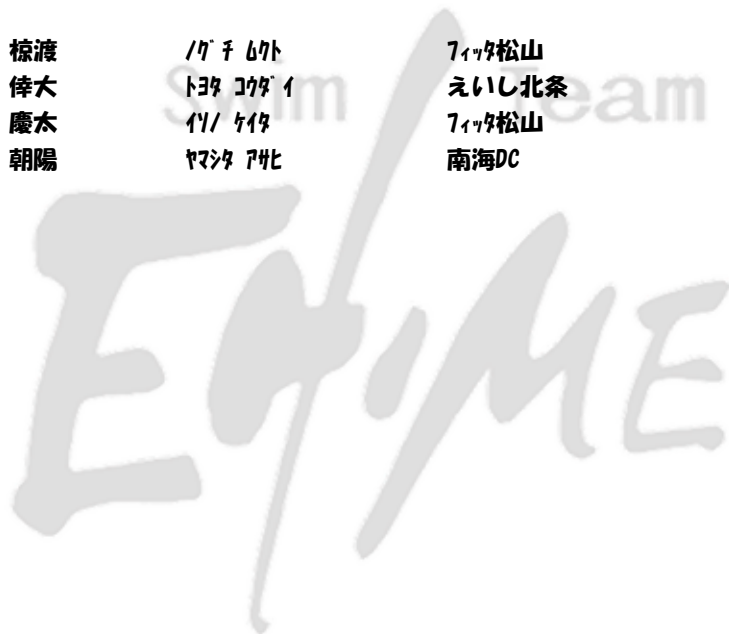 椋渡 ﾉｸﾞﾁ ﾑｸﾄ ﾌｨｯﾀ松山
倖大 ﾄﾖﾀ ｺｳﾀﾞｲ えいし北条
慶太 ｲｿﾉ ｹｲﾀ ﾌｨｯﾀ松山
朝陽 ﾔﾏｼﾀ ｱｻﾋ 南海DC
Swim Team
EHIME